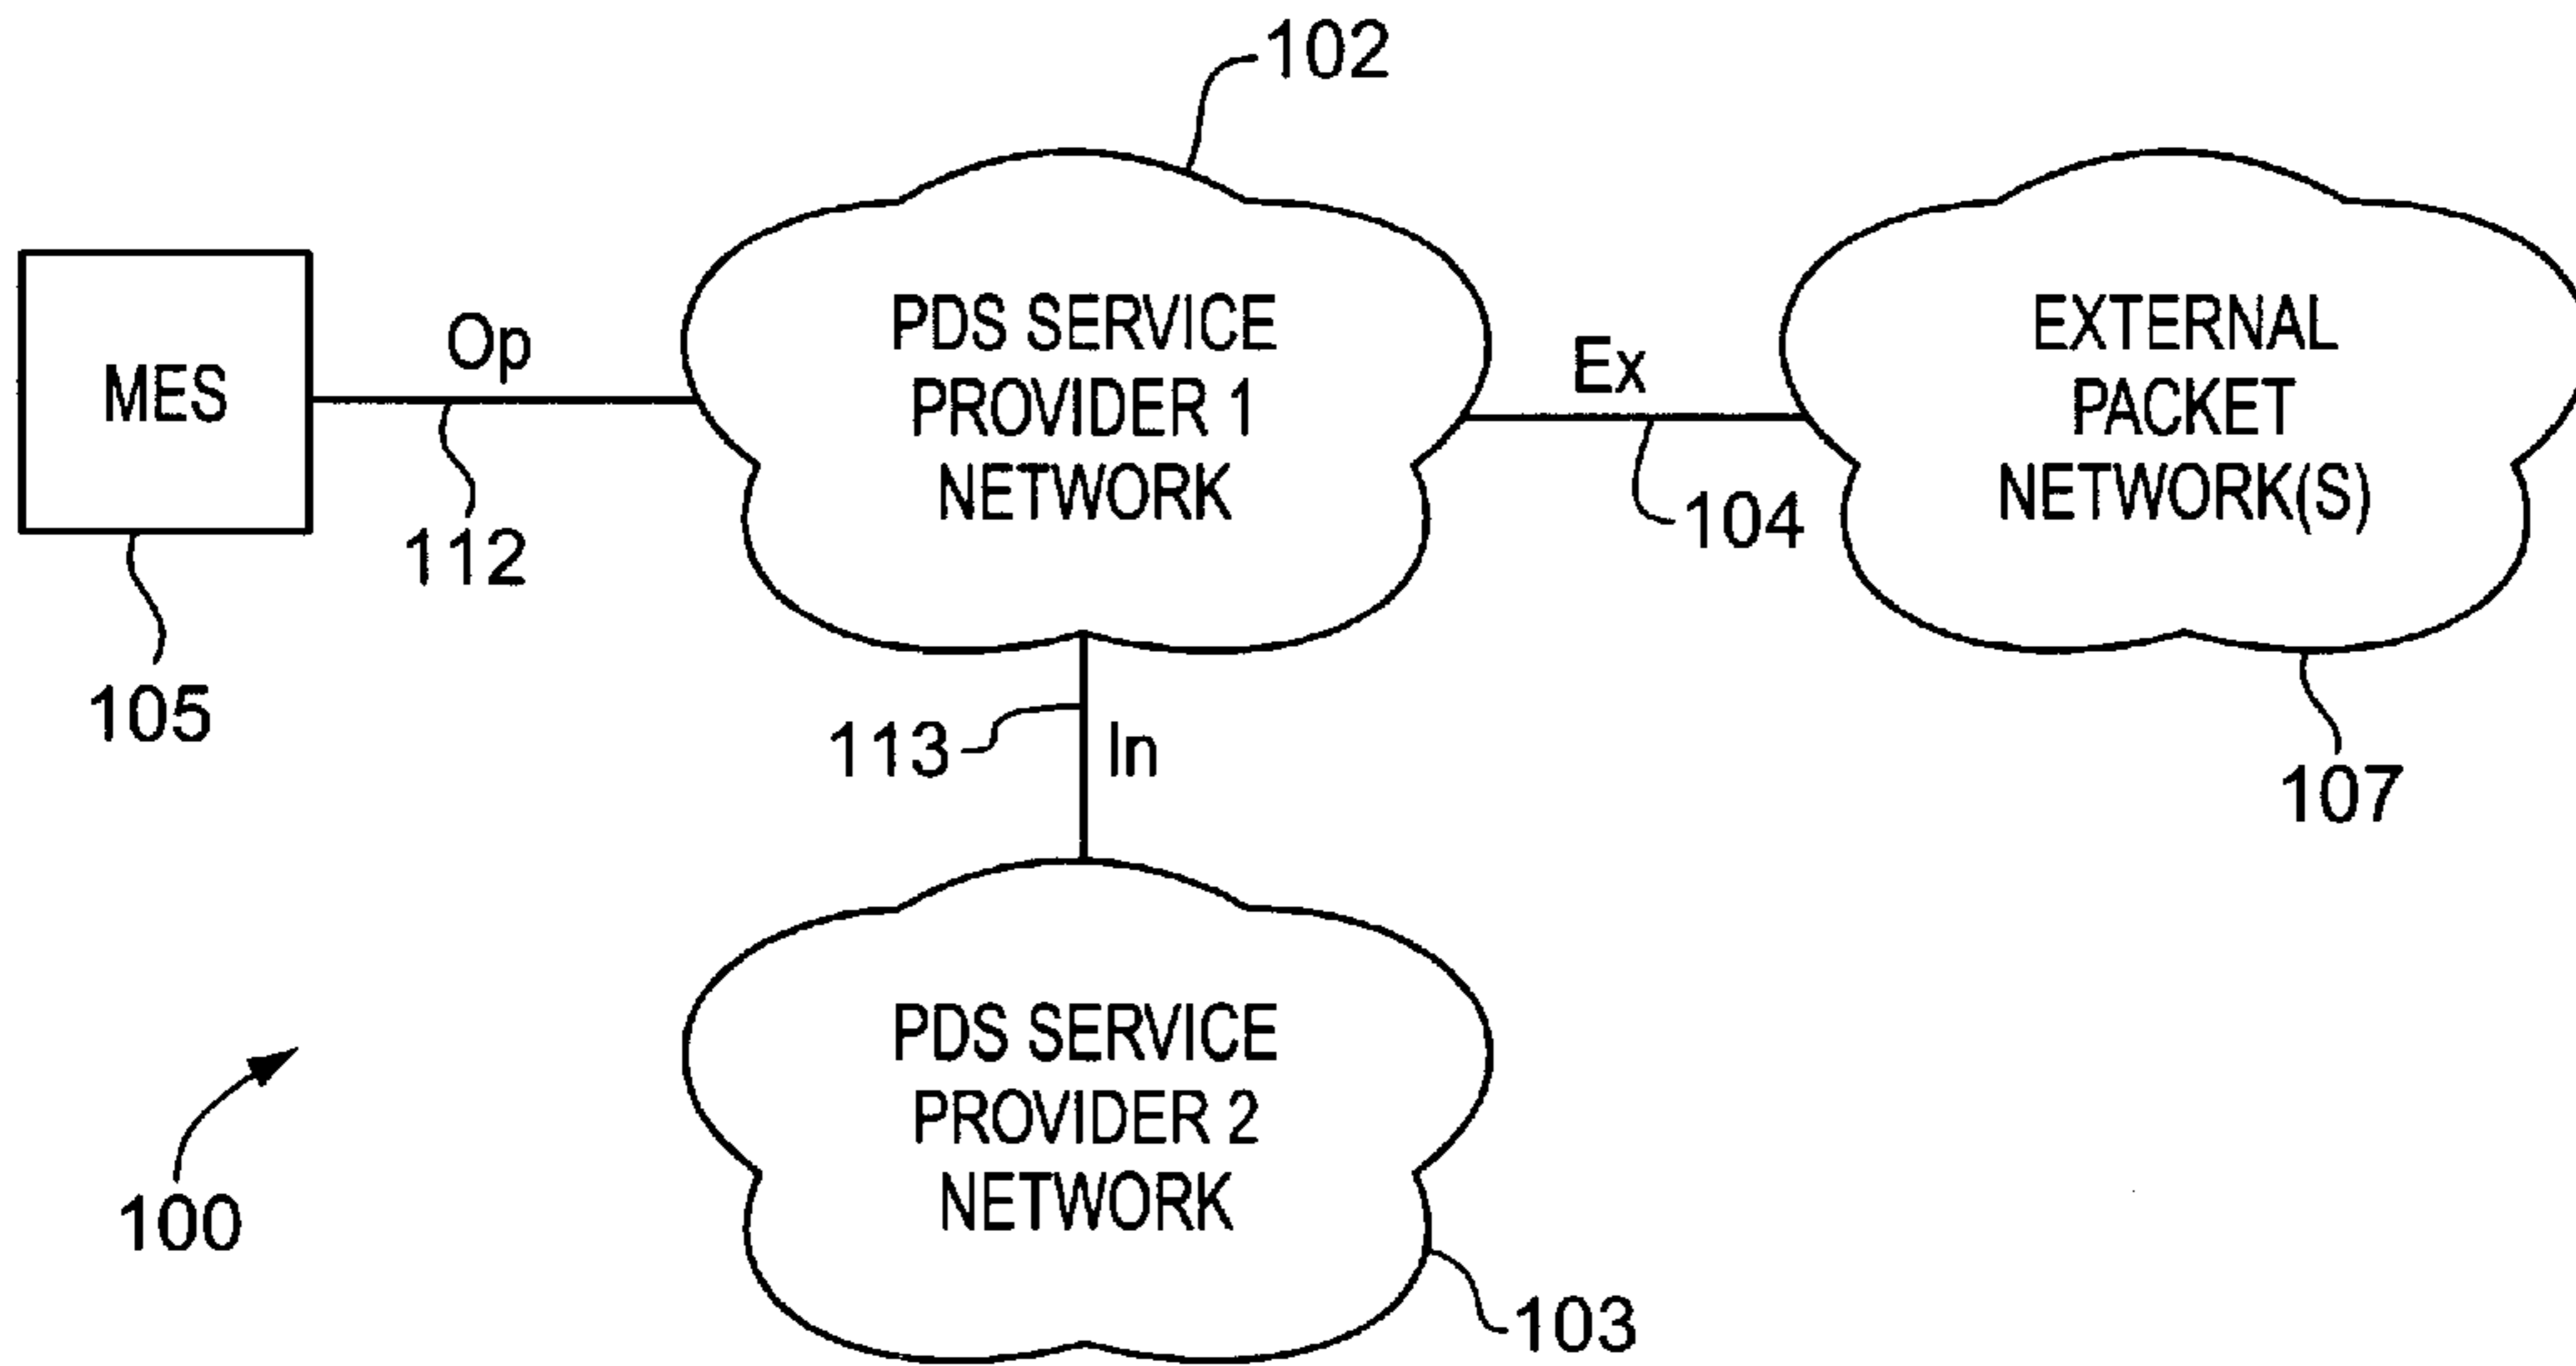 102
MES
Op
112
105
PDS SERVICE
PROVIDER 1
NETWORK
Ex
104
EXTERNAL
PACKET
NETWORK(S)
107
113
In
PDS SERVICE
PROVIDER 2
NETWORK
103
100